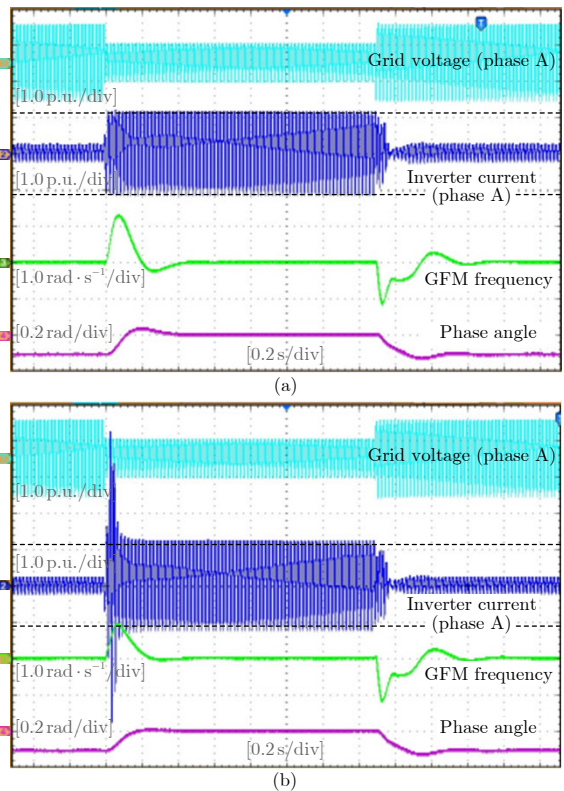 T
Grid voltage (phase A)
[1.0 p.u./div]
[1.0 p.u./div]
Inverter current
(phase A)
[1.0 rad · s⁻¹/div]
GFM frequency
[0.2 rad/div]
Phase angle
[0.2 s/div]
(a)
Grid voltage (phase A)
[1.0 p.u./div]
[1.0 p.u./div]
Inverter current
(phase A)
[1.0 rad · s⁻¹/div]
GFM frequency
[0.2 rad/div]
Phase angle
[0.2 s/div]
(b)